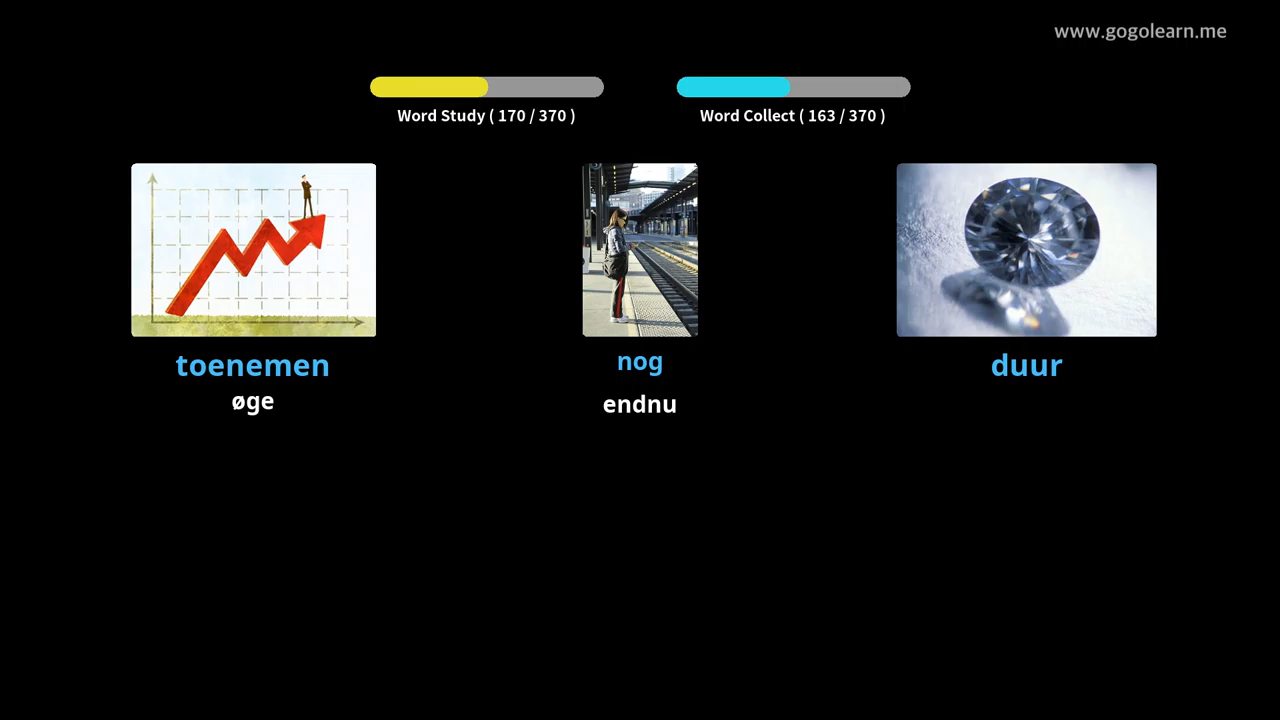 www.gogolearn.me
Word Study ( 170 / 370 )
Word Collect ( 163 / 370 )
toenemen
øge
nog
endnu
duur